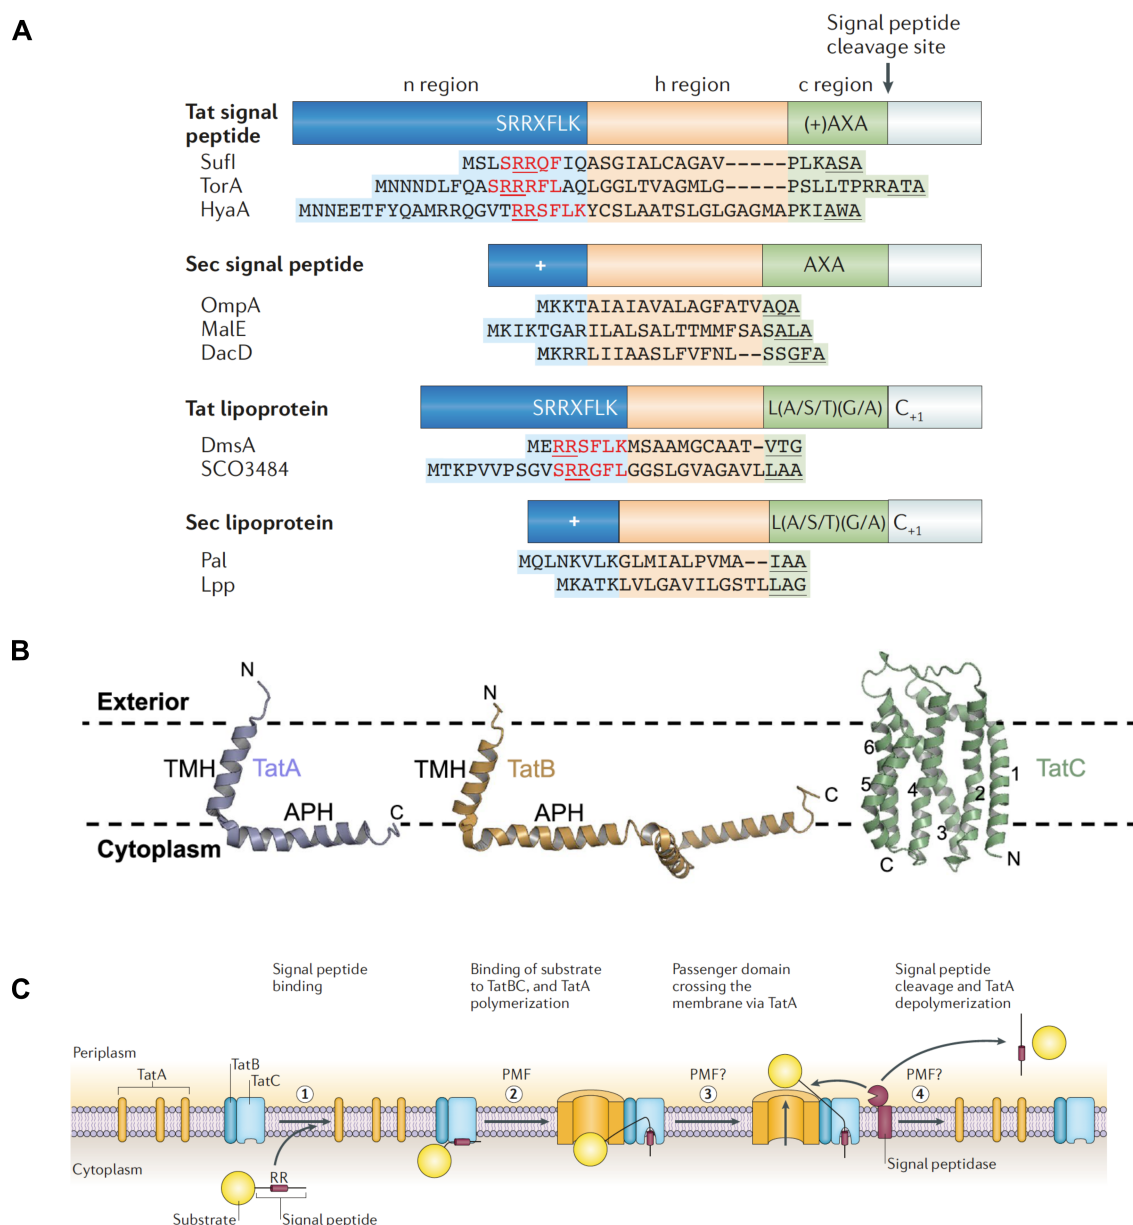 A
Signal peptide
cleavage site
n region
h region
c region
Tat signal
peptide
SRRXFLK
(+)AXA
SufI
MSLSRRQFIQASGIALCAGAV-----PLKASA
TorA
MNNNDLFQASRRRFLAQLGGLTVAGMLG-----PSLLTPRRATA
HyaA
MNNEETFYQAMRRQGVTRRSFLKYCSLAATSLGLGAGMAPKIAWA
Sec signal peptide
+
AXA
OmpA
MKKTAIAIAVALAGFATVAQA
MalE
MKIKTGARILALSALTTMMFSASALA
DacD
MKRRLIIAASLFVFNL--SSGFA
Tat lipoprotein
SRRXFLK
L(A/S/T)(G/A)
C+1
DmsA
MERRSFLKMSAAMGCAAT-VTG
SCO3484
MTKPVVPSGVSRRGFLGGSLGVAGAVLLAA
Sec lipoprotein
+
L(A/S/T)(G/A)
C+1
Pal
MQLNKVLKGLMIALPVMA--IAA
Lpp
MKATKLVLGAVILGSTLLAG
B
N
Exterior
TMH
TatA
APH
C
Cytoplasm
N
TMH
TatB
APH
C
6
5
4
3
2
1
TatC
C
N
C
Signal peptide
binding
Binding of substrate
to TatBC, and TatA
polymerization
Passenger domain
crossing the
membrane via TatA
Signal peptide
cleavage and TatA
depolymerization
Periplasm
TatA
TatB
TatC
1
PMF
2
PMF?
3
PMF?
4
Cytoplasm
RR
Signal peptidase
Substrate
Signal peptide